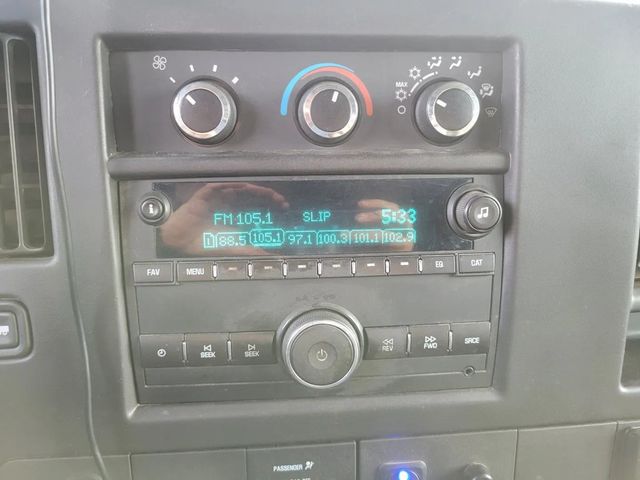 MAX
FM 105.1 SLIP 5:33
1 88.5 105.1 97.1 100.3 101.1 102.9
FAV MENU EQ CAT
SEEK SEEK REV FWD SRCE
PASSENGER